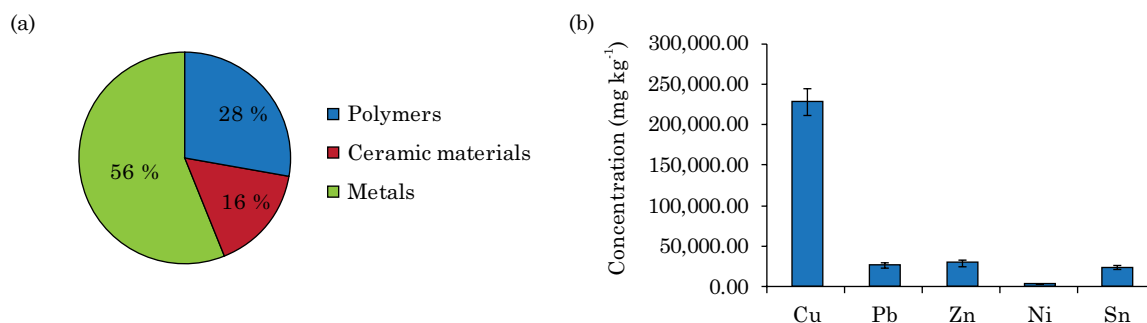 (a)
28 %
56 %
16 %
Polymers
Ceramic materials
Metals
(b)
Concentration (mg kg⁻¹)
300,000.00
250,000.00
200,000.00
150,000.00
100,000.00
50,000.00
0.00
Cu Pb Zn Ni Sn